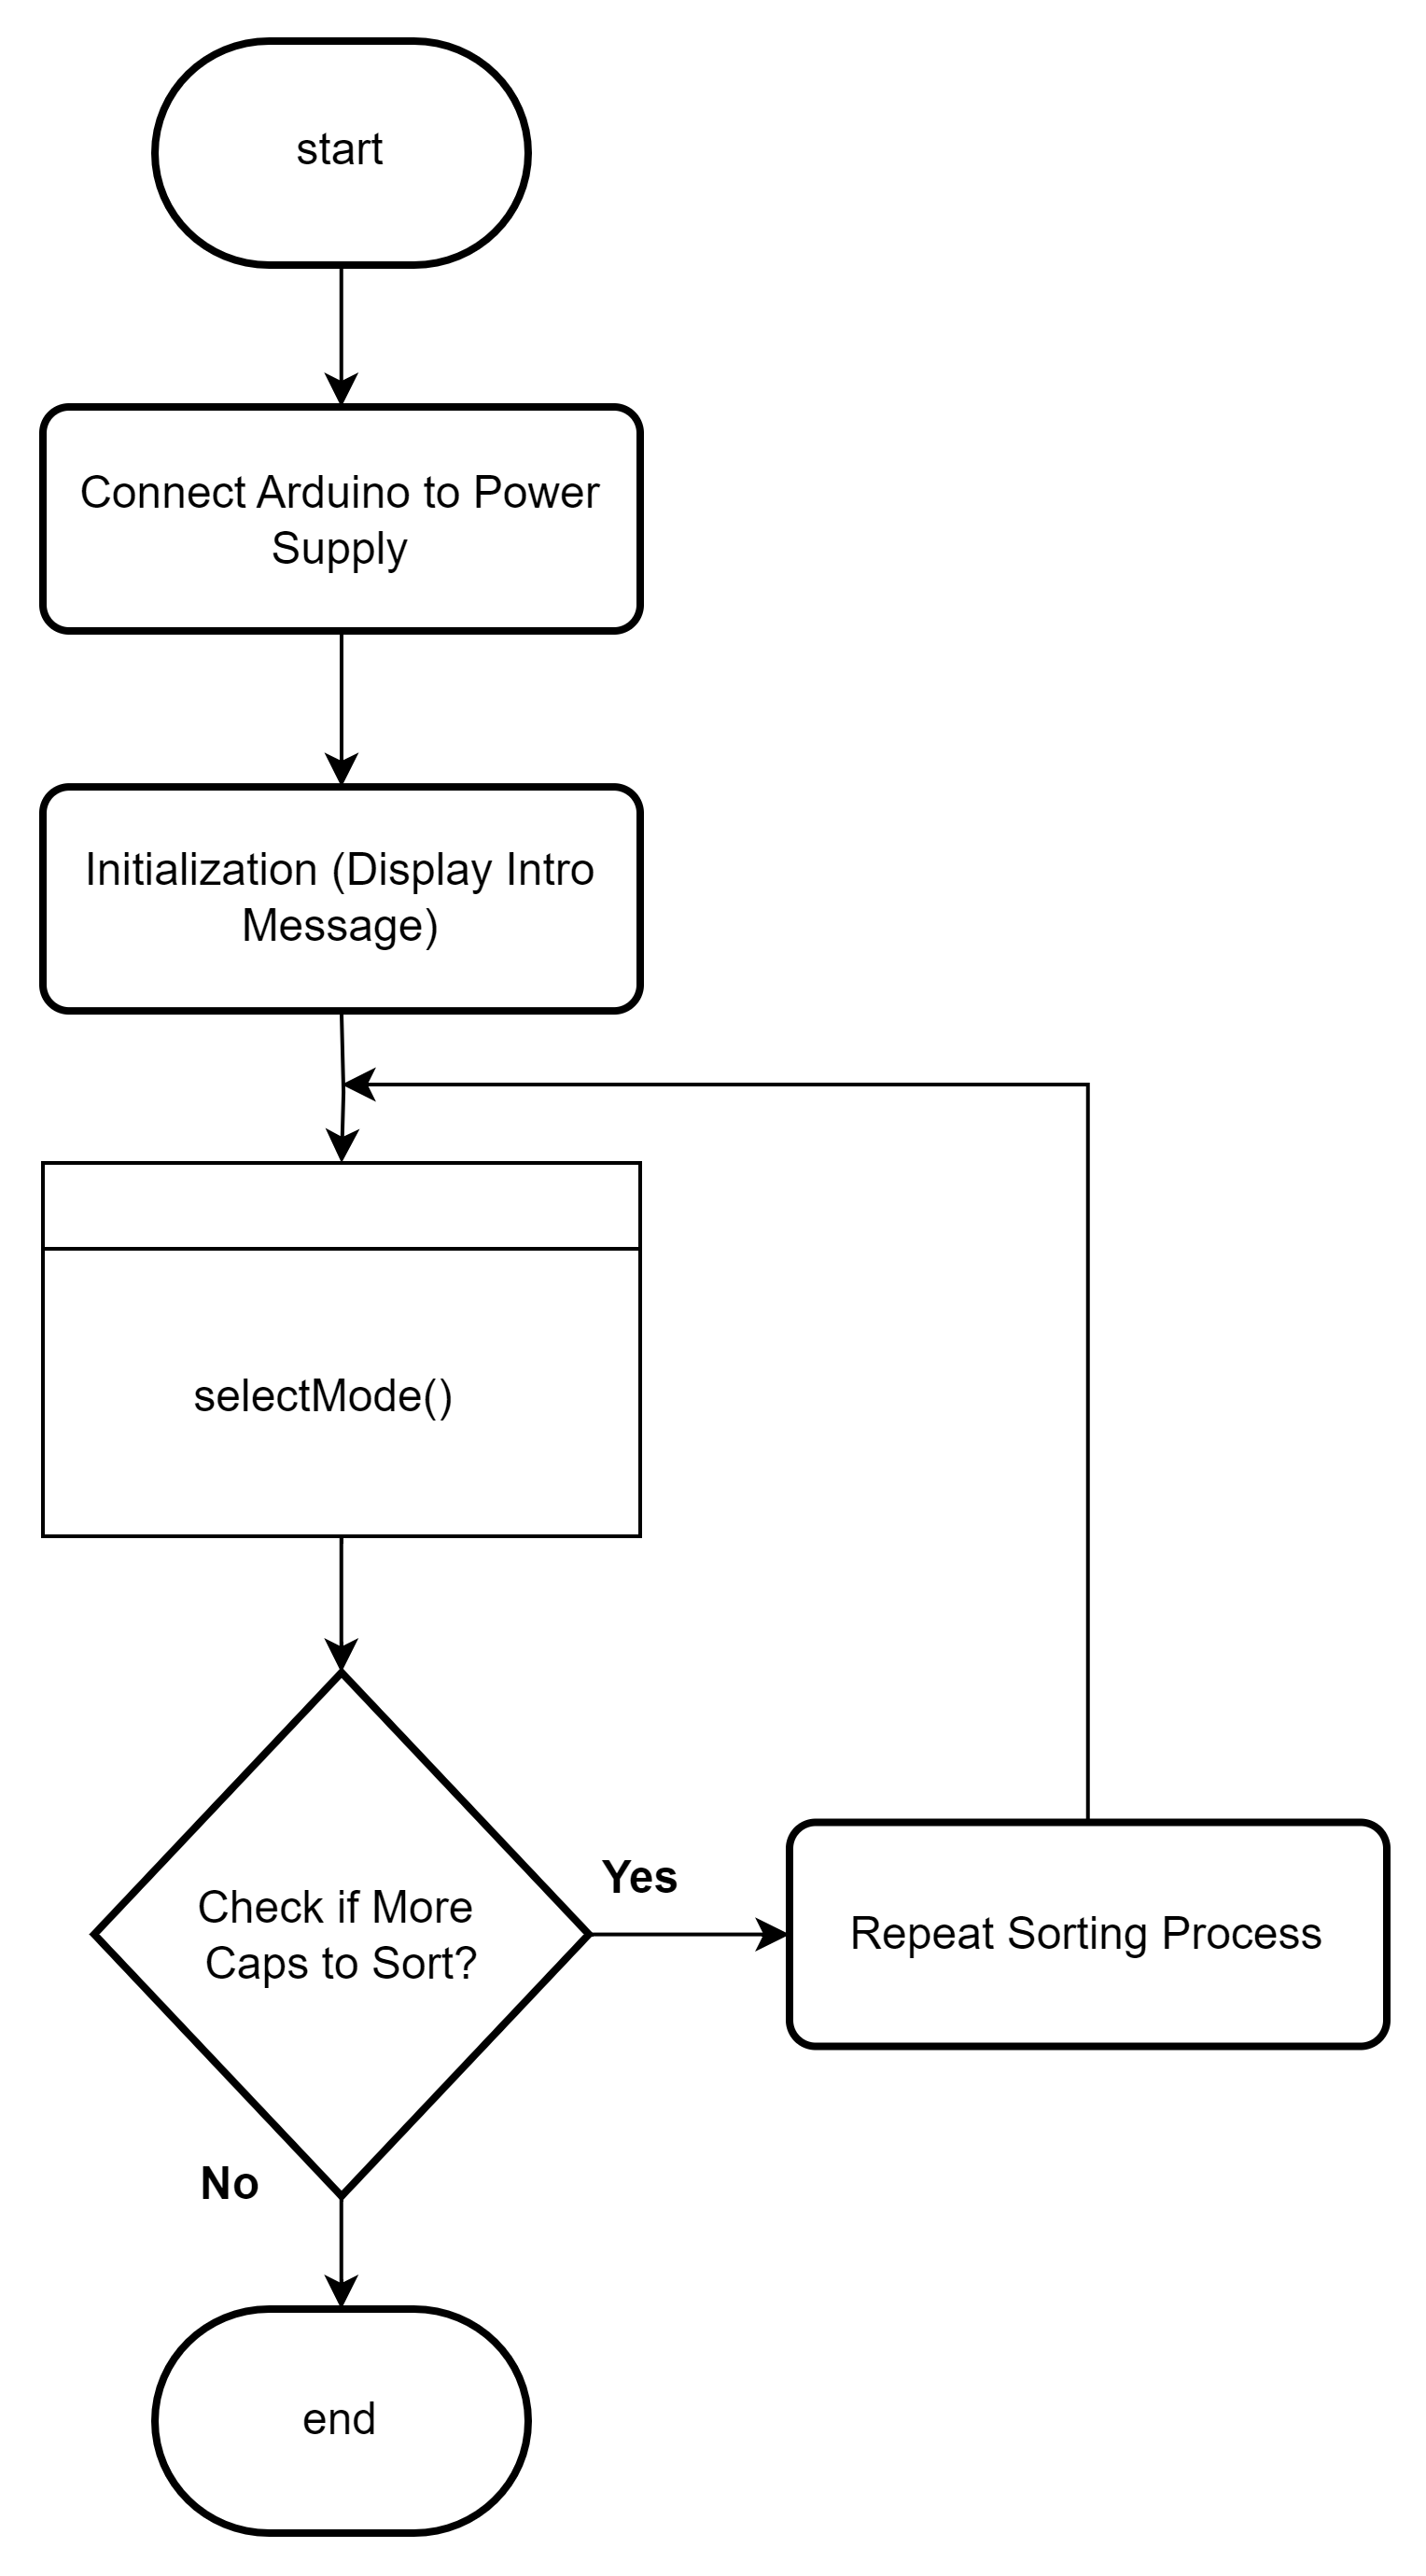 start
Connect Arduino to Power
Supply
Initialization (Display Intro
Message)
selectMode()
Check if More
Caps to Sort?
Yes
Repeat Sorting Process
No
end